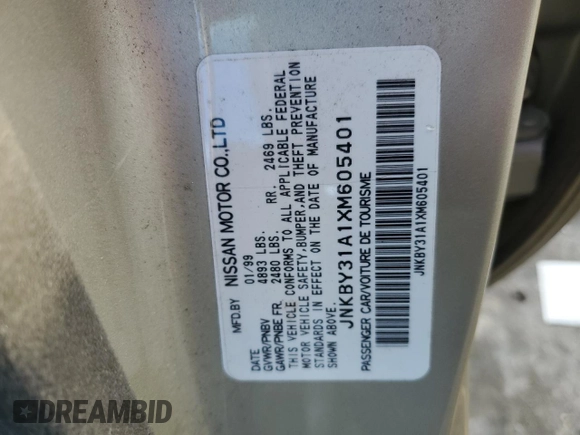 MFD.BY NISSAN MOTOR CO.,LTD
DATE 01/99
GVWR/PNBV 4893 LBS.
GAWR/PNBE FR. 2480 LBS. RR. 2469 LBS.
THIS VEHICLE CONFORMS TO ALL APPLICABLE FEDERAL
MOTOR VEHICLE SAFETY,BUMPER,AND THEFT PREVENTION
STANDARDS IN EFFECT ON THE DATE OF MANUFACTURE
SHOWN ABOVE.
JNKBY31A1XM605401
PASSENGER CAR/VOITURE DE TOURISME
JNKBY31A1XM605401
DREAMBID